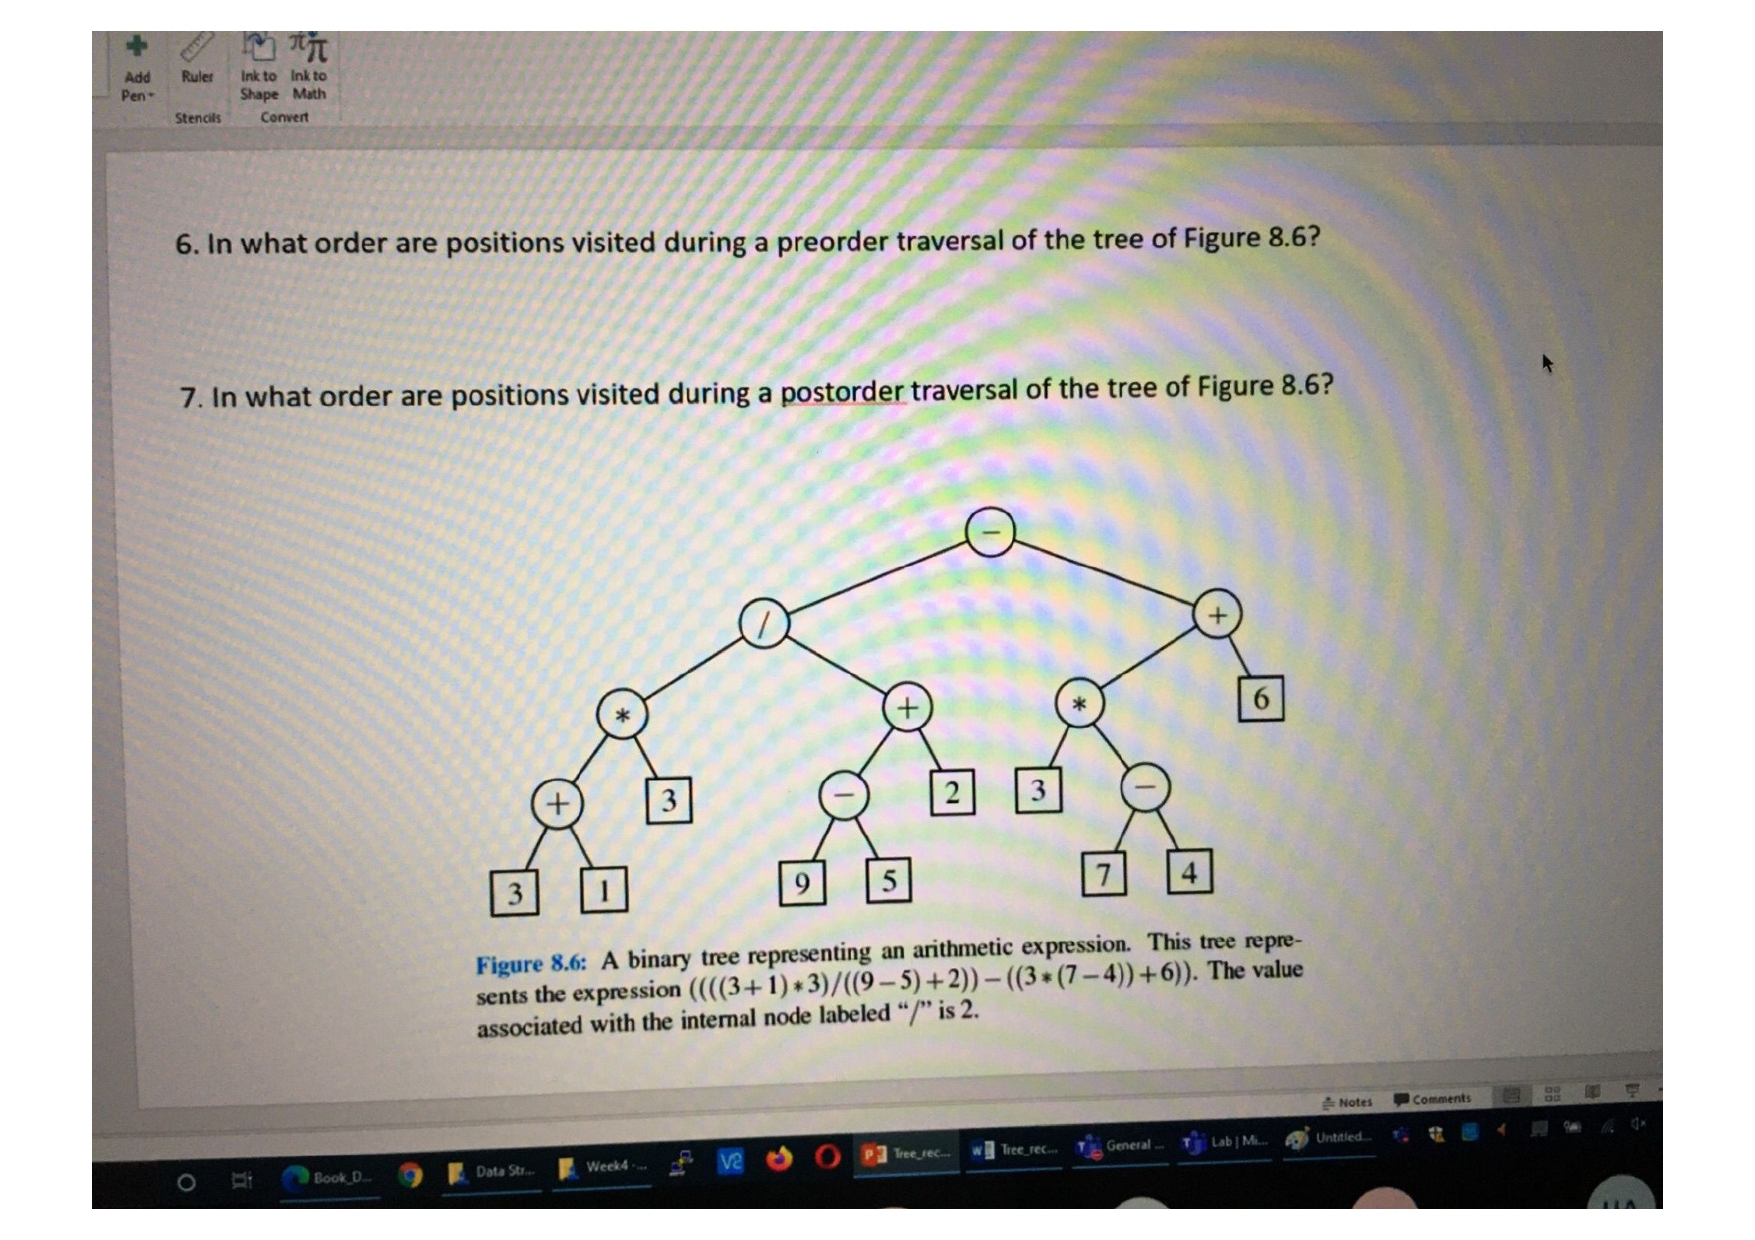 Add
Pen
Ruler
Ink to
Shape
Ink to
Math
Stencils
Convert
6. In what order are positions visited during a preorder traversal of the tree of Figure 8.6?
7. In what order are positions visited during a postorder traversal of the tree of Figure 8.6?
−
/
+
*
+
*
6
+
3
−
2
3
−
3
1
9
5
7
4
Figure 8.6: A binary tree representing an arithmetic expression. This tree repre-
sents the expression ((((3+1)∗3)/((9−5)+2))−((3∗(7−4))+6)). The value
associated with the internal node labeled “/” is 2.
Notes
Comments
Book_D...
Data Str...
Week4 -...
Tree_rec...
Tree_rec...
General ...
Lab | Mi...
Untitled...